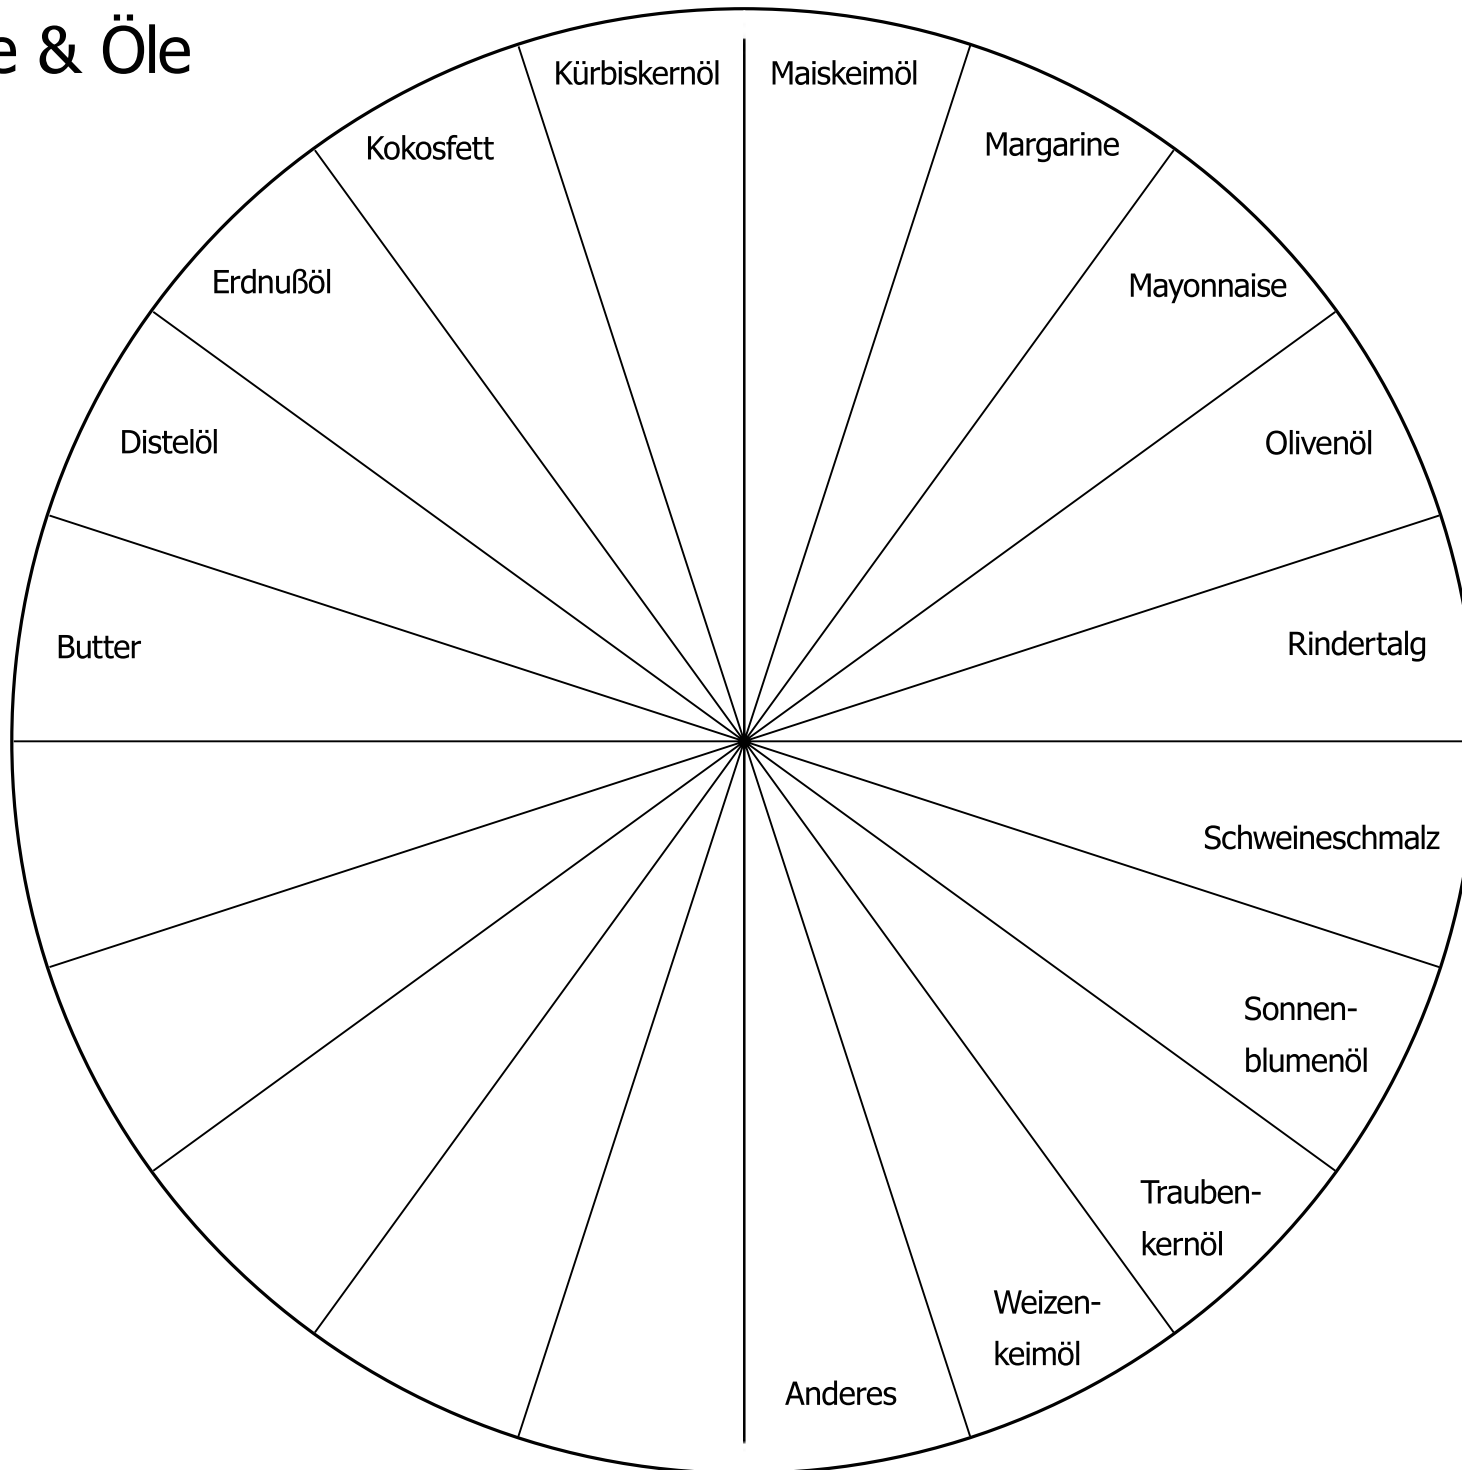 e & Öle
Kürbiskernöl
Maiskeimöl
Kokosfett
Margarine
Erdnußöl
Mayonnaise
Distelöl
Olivenöl
Butter
Rindertalg
Schweineschmalz
Sonnen-
blumenöl
Trauben-
kernöl
Weizen-
keimöl
Anderes